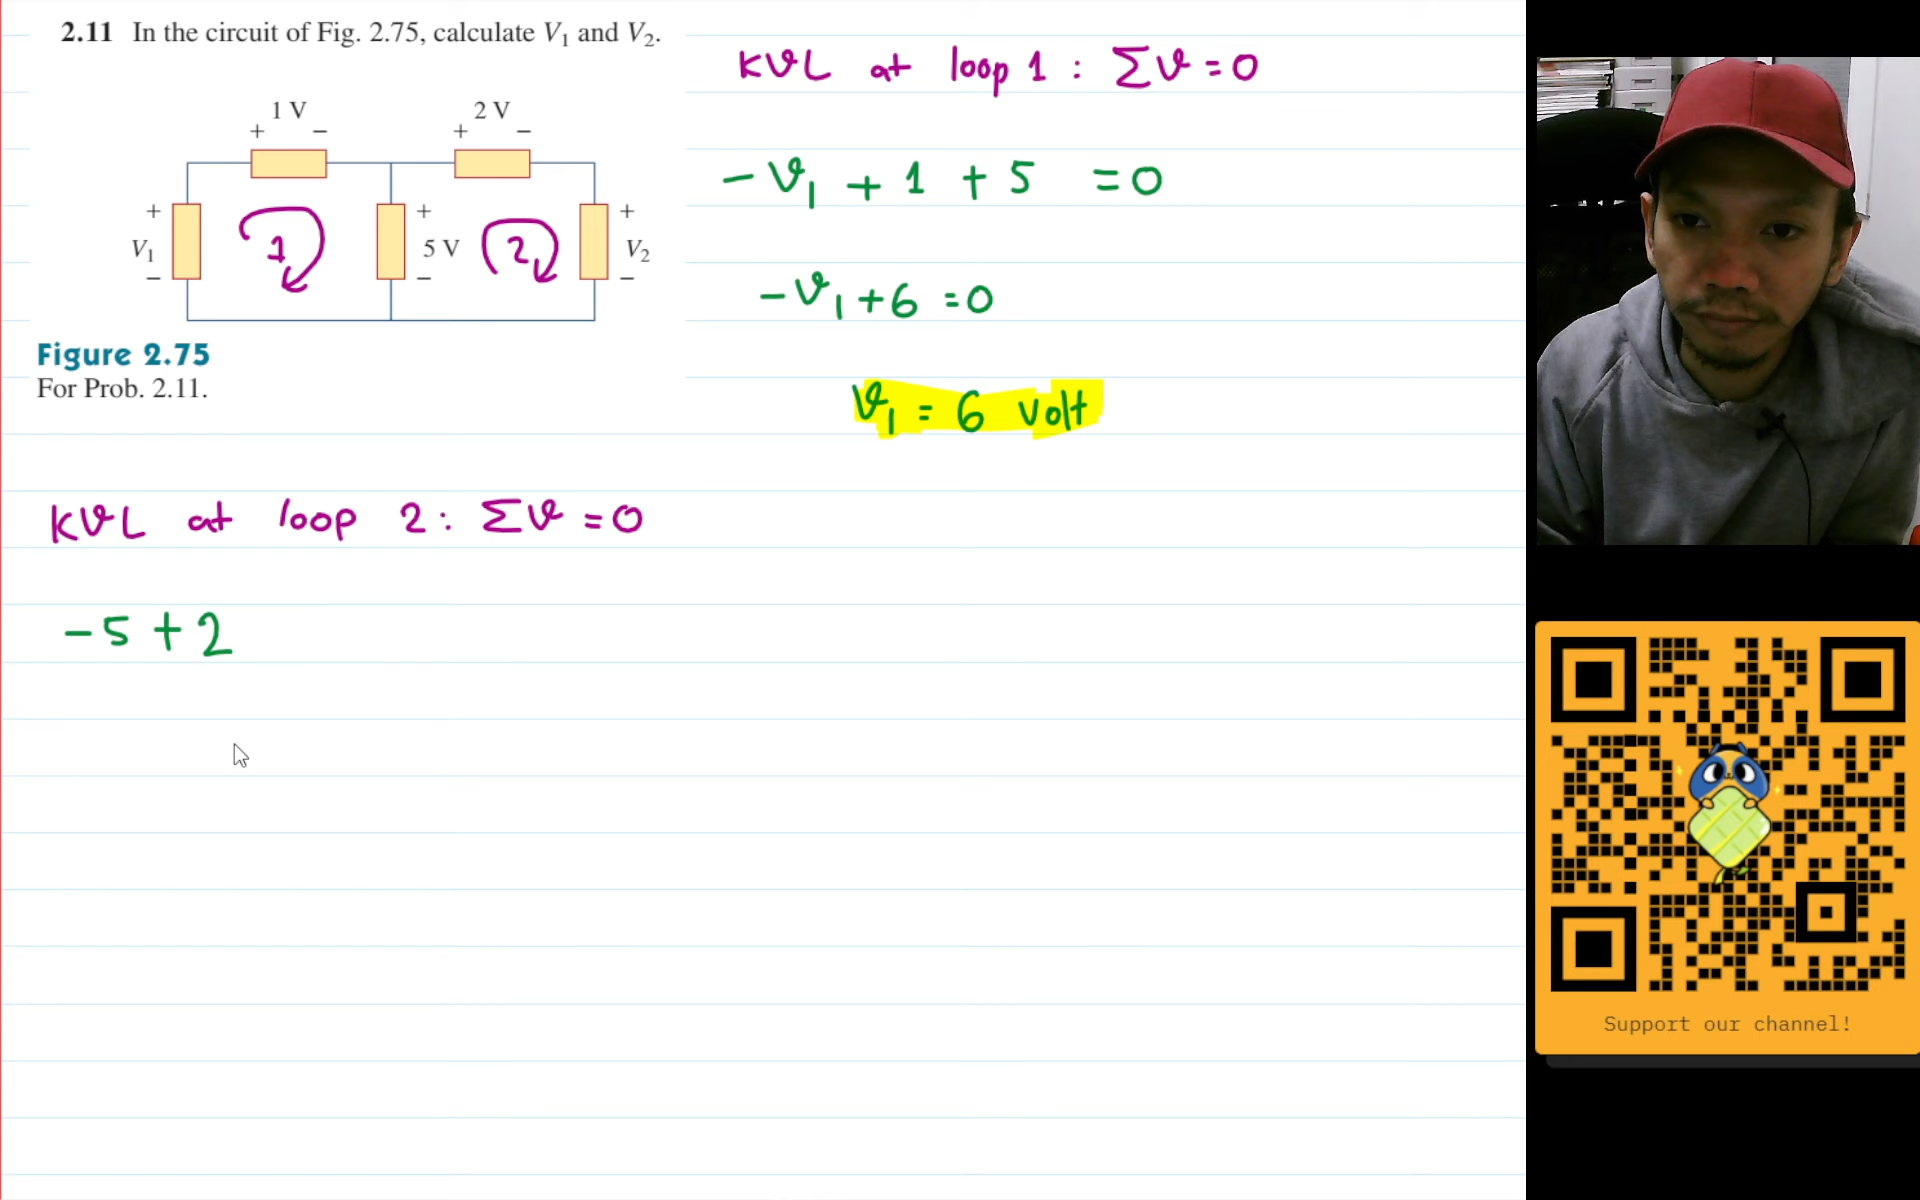 2.11 In the circuit of Fig. 2.75, calculate V₁ and V₂.
1 V
+ −
2 V
+ −
+
V₁
−
1
+
5 V
−
2
+
V₂
−
Figure 2.75
For Prob. 2.11.
KVL at loop 1 : ΣV = 0
−V₁ + 1 + 5 = 0
−V₁ + 6 = 0
V₁ = 6 volt
KVL at loop 2 : ΣV = 0
−5 + 2
Support our channel!